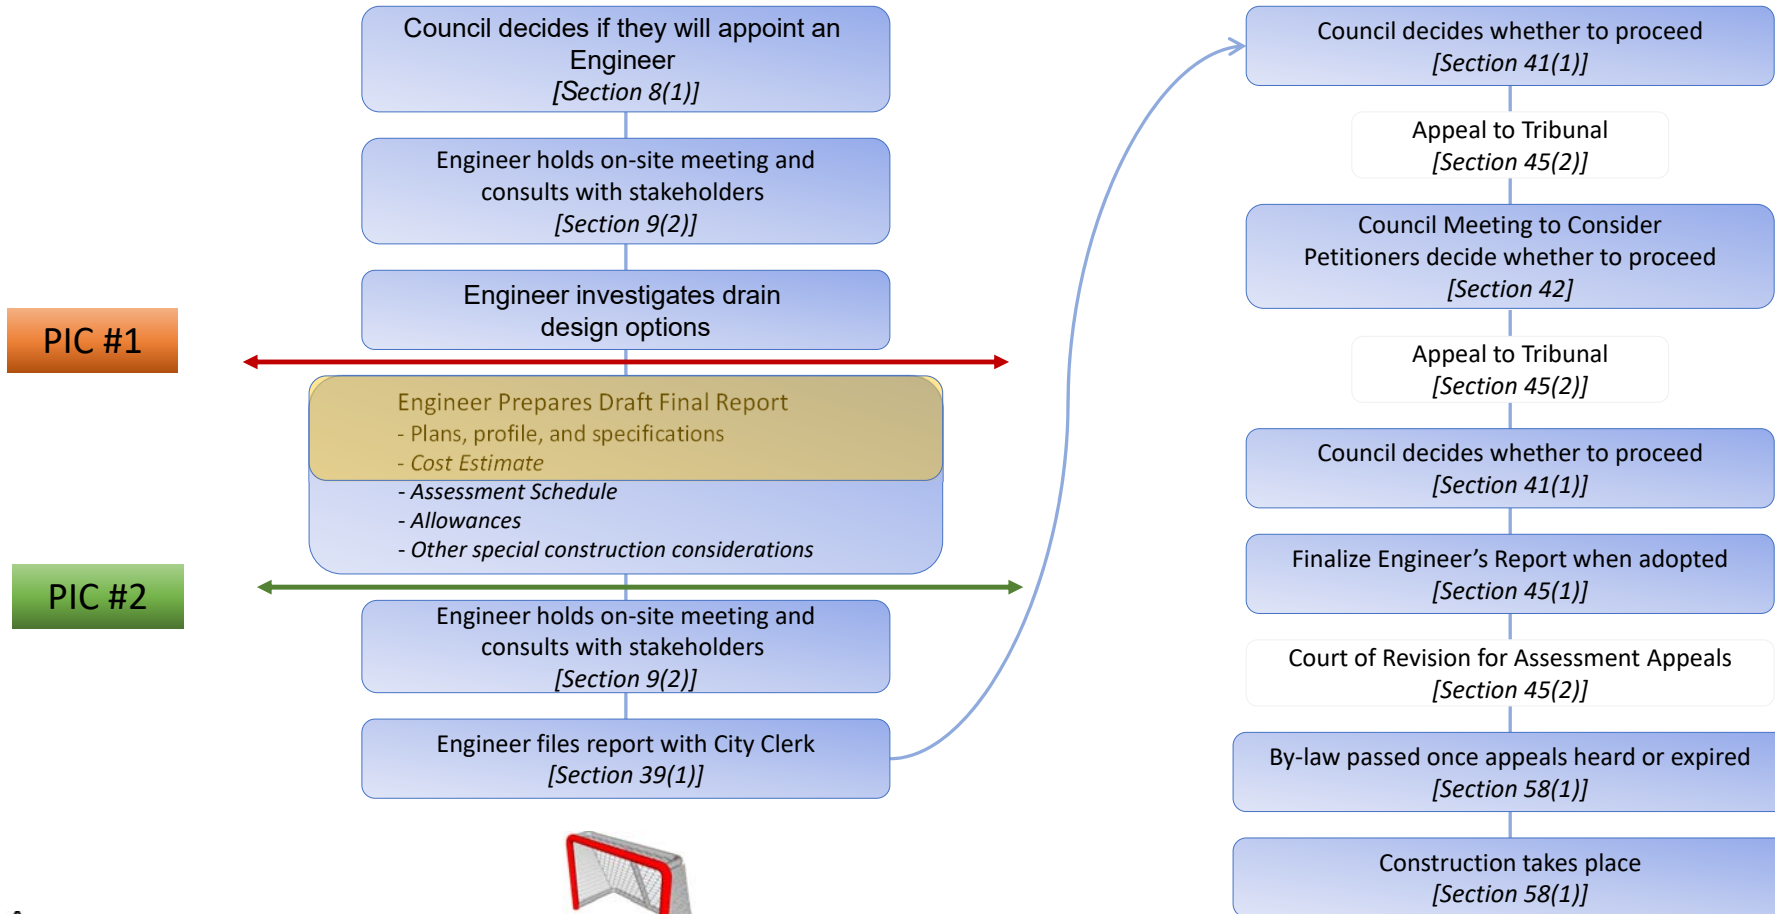 Council decides if they will appoint an
Engineer
[Section 8(1)]
Engineer holds on-site meeting and
consults with stakeholders
[Section 9(2)]
Engineer investigates drain
design options
PIC #1
Engineer Prepares Draft Final Report
- Plans, profile, and specifications
- Cost Estimate
- Assessment Schedule
- Allowances
- Other special construction considerations
PIC #2
Engineer holds on-site meeting and
consults with stakeholders
[Section 9(2)]
Engineer files report with City Clerk
[Section 39(1)]
Council decides whether to proceed
[Section 41(1)]
Appeal to Tribunal
[Section 45(2)]
Council Meeting to Consider
Petitioners decide whether to proceed
[Section 42]
Appeal to Tribunal
[Section 45(2)]
Council decides whether to proceed
[Section 41(1)]
Finalize Engineer’s Report when adopted
[Section 45(1)]
Court of Revision for Assessment Appeals
[Section 45(2)]
By-law passed once appeals heard or expired
[Section 58(1)]
Construction takes place
[Section 58(1)]